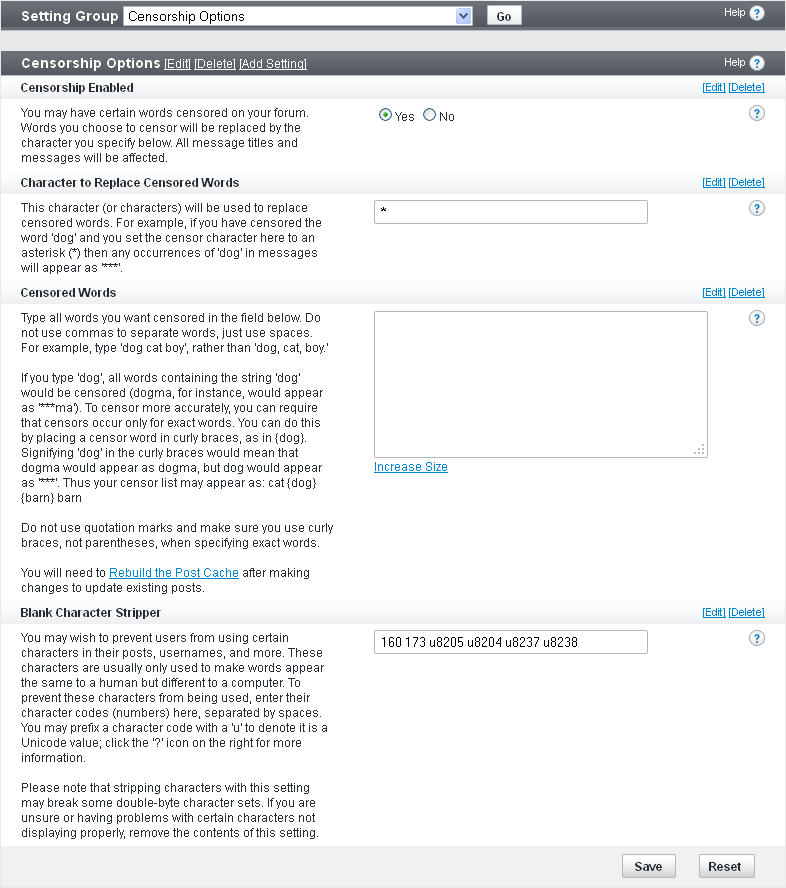 Setting Group Censorship Options Go Help ?
Censorship Options [Edit] [Delete] [Add Setting] Help ?
Censorship Enabled [Edit] [Delete]
You may have certain words censored on your forum.
Words you choose to censor will be replaced by the
character you specify below. All message titles and
messages will be affected.
Yes No ?
Character to Replace Censored Words [Edit] [Delete]
This character (or characters) will be used to replace
censored words. For example, if you have censored the
word 'dog' and you set the censor character here to an
asterisk (*) then any occurrences of 'dog' in messages
will appear as '***'.
* ?
Censored Words [Edit] [Delete]
Type all words you want censored in the field below. Do
not use commas to separate words, just use spaces.
For example, type 'dog cat boy', rather than 'dog, cat, boy.'
If you type 'dog', all words containing the string 'dog'
would be censored (dogma, for instance, would appear
as '***ma'). To censor more accurately, you can require
that censors occur only for exact words. You can do this
by placing a censor word in curly braces, as in {dog}.
Signifying 'dog' in the curly braces would mean that
dogma would appear as dogma, but dog would appear
as '***'. Thus your censor list may appear as: cat {dog}
{barn} barn
Do not use quotation marks and make sure you use curly
braces, not parentheses, when specifying exact words.
You will need to Rebuild the Post Cache after making
changes to update existing posts.
?
Increase Size
Blank Character Stripper [Edit] [Delete]
You may wish to prevent users from using certain
characters in their posts, usernames, and more. These
characters are usually only used to make words appear
the same to a human but different to a computer. To
prevent these characters from being used, enter their
character codes (numbers) here, separated by spaces.
You may prefix a character code with a 'u' to denote it is a
Unicode value; click the '?' icon on the right for more
information.
Please note that stripping characters with this setting
may break some double-byte character sets. If you are
unsure or having problems with certain characters not
displaying properly, remove the contents of this setting.
160 173 u8205 u8204 u8237 u8238 ?
Save Reset